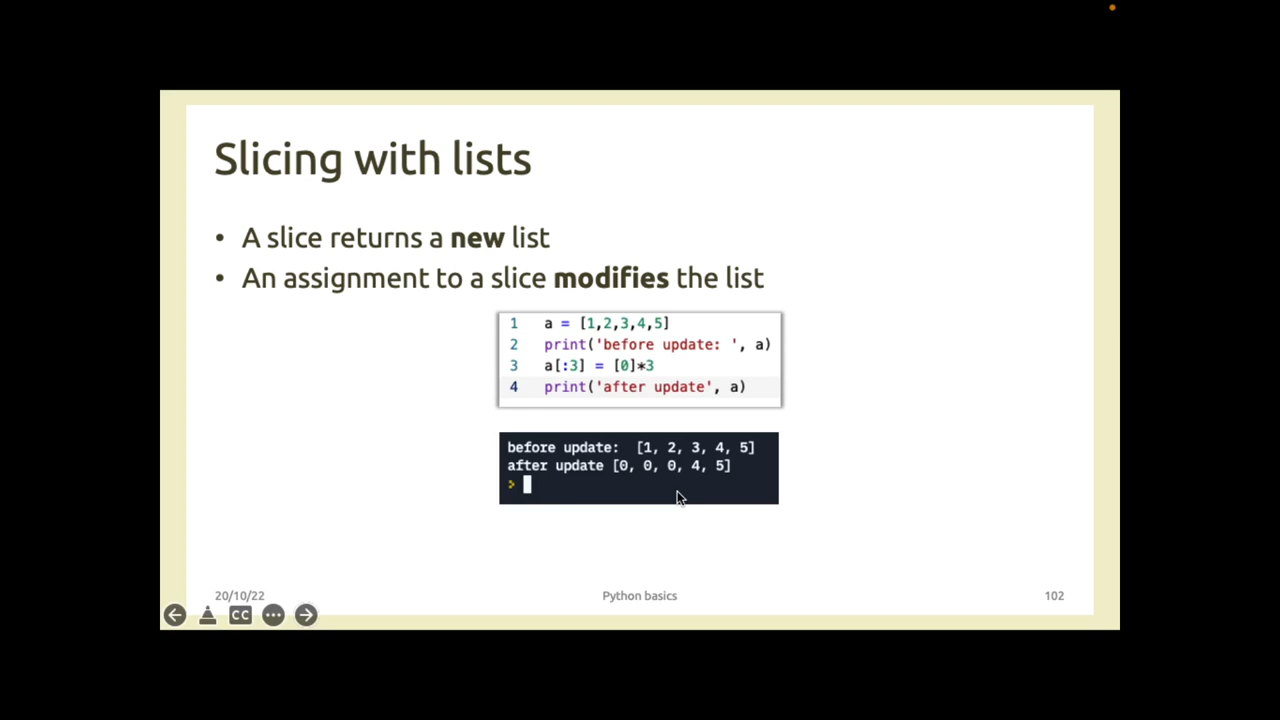 Slicing with lists
• A slice returns a new list
• An assignment to a slice modifies the list
1 a = [1,2,3,4,5]
2 print('before update: ', a)
3 a[:3] = [0]*3
4 print('after update', a)
before update:  [1, 2, 3, 4, 5]
after update [0, 0, 0, 4, 5]
>
20/10/22 Python basics 102
CC